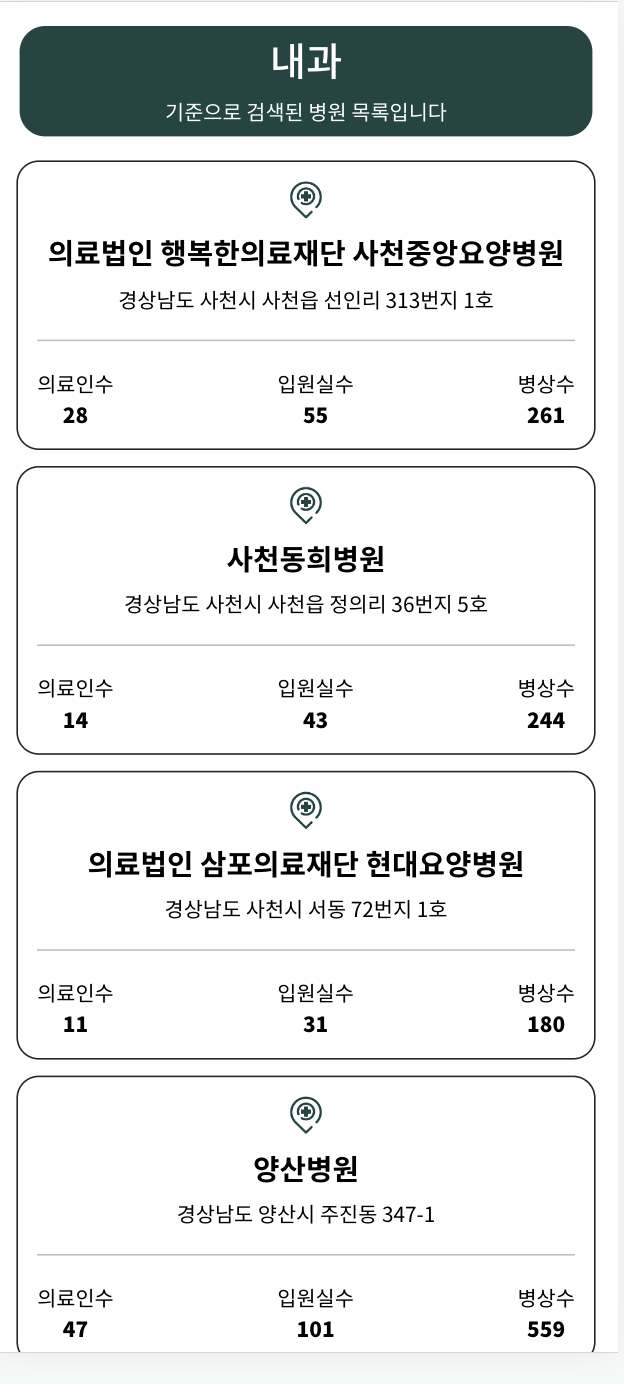 내과
기준으로 검색된 병원 목록입니다
의료법인 행복한의료재단 사천중앙요양병원
경상남도 사천시 사천읍 선인리 313번지 1호
의료인수 입원실수 병상수
28 55 261
사천동희병원
경상남도 사천시 사천읍 정의리 36번지 5호
의료인수 입원실수 병상수
14 43 244
의료법인 삼포의료재단 현대요양병원
경상남도 사천시 서동 72번지 1호
의료인수 입원실수 병상수
11 31 180
양산병원
경상남도 양산시 주진동 347-1
의료인수 입원실수 병상수
47 101 559